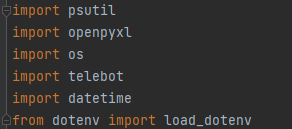 import psutil
import openpyxl
import os
import telebot
import datetime
from dotenv import load_dotenv